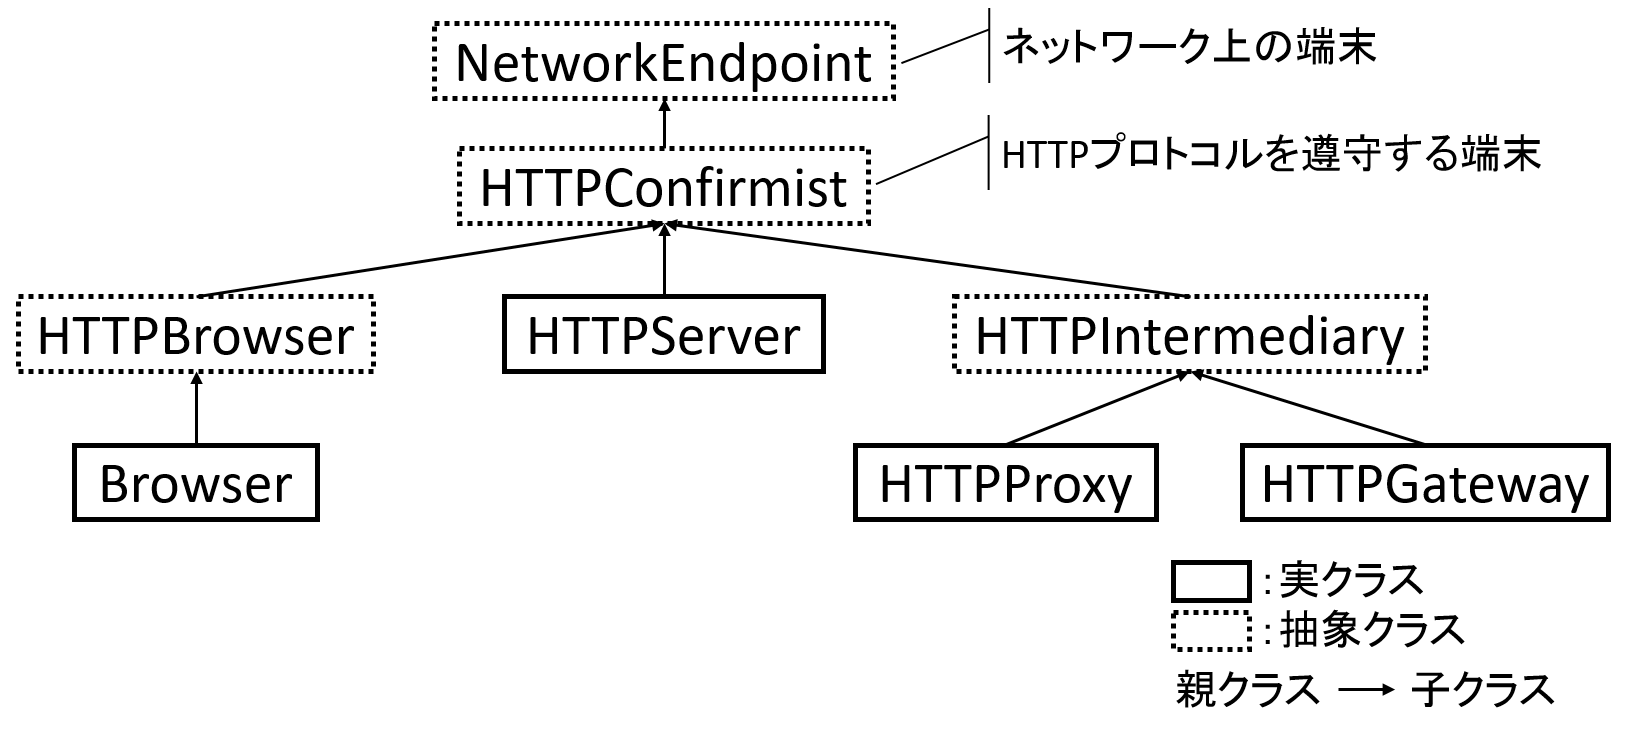 NetworkEndpoint
ネットワーク上の端末
HTTPConfirmist
HTTPプロトコルを遵守する端末
HTTPBrowser
HTTPServer
HTTPIntermediary
Browser
HTTPProxy
HTTPGateway
：実クラス
：抽象クラス
親クラス → 子クラス